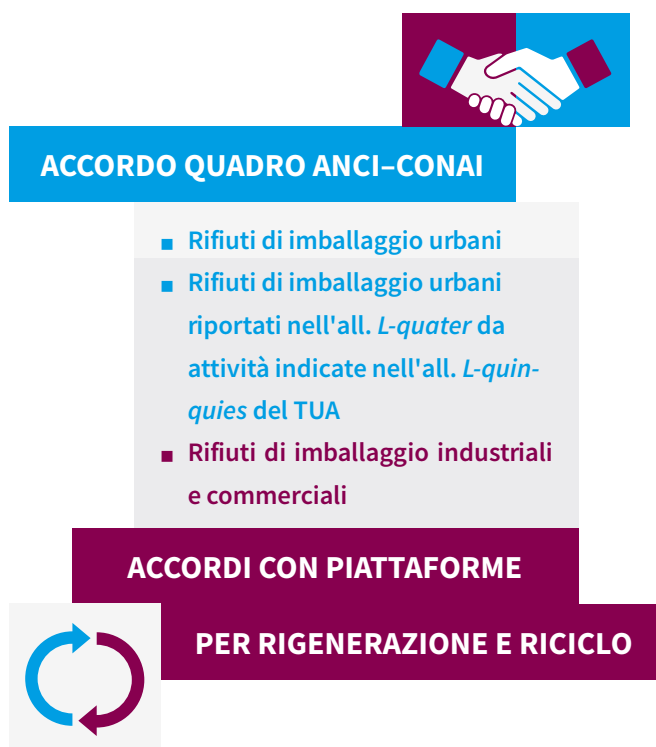 ACCORDO QUADRO ANCI–CONAI
■ Rifiuti di imballaggio urbani
■ Rifiuti di imballaggio urbani
riportati nell'all. L-quater da
attività indicate nell'all. L-quin-
quies del TUA
■ Rifiuti di imballaggio industriali
e commerciali
ACCORDI CON PIATTAFORME
PER RIGENERAZIONE E RICICLO